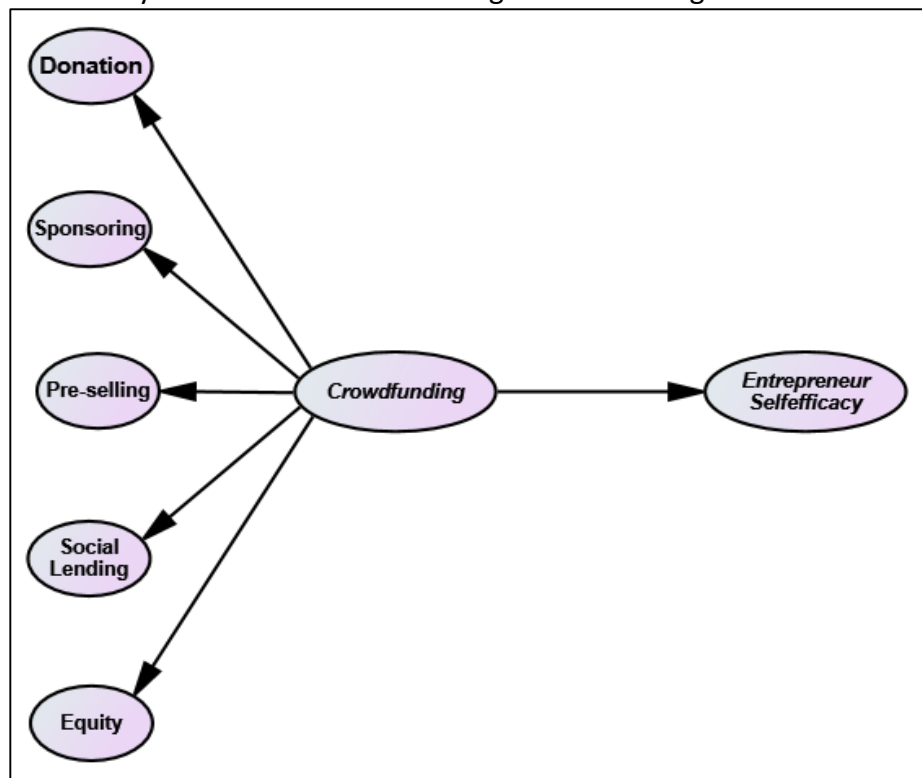 Donation
Sponsoring
Pre-selling
Crowdfunding
Entrepreneur
Selfefficacy
Social
Lending
Equity